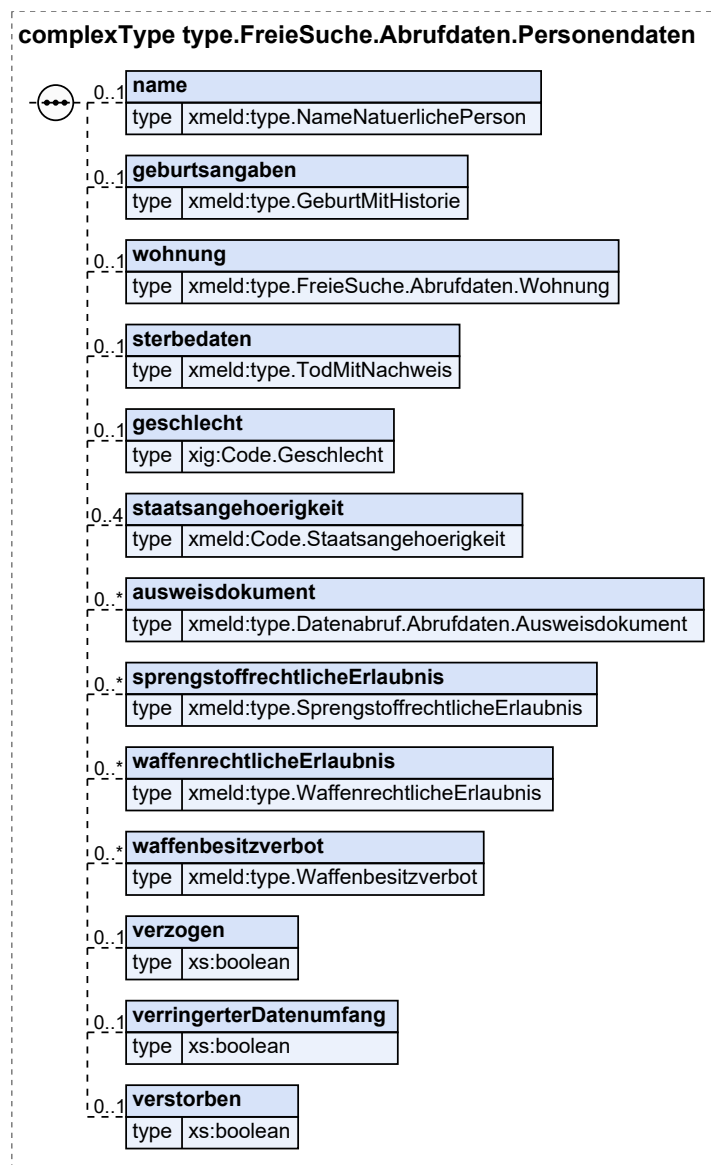 complexType type.FreieSuche.Abrufdaten.Personendaten
0..1 name
type xmeld:type.NameNatuerlichePerson
0..1 geburtsangaben
type xmeld:type.GeburtMitHistorie
0..1 wohnung
type xmeld:type.FreieSuche.Abrufdaten.Wohnung
0..1 sterbedaten
type xmeld:type.TodMitNachweis
0..1 geschlecht
type xig:Code.Geschlecht
0..4 staatsangehoerigkeit
type xmeld:Code.Staatsangehoerigkeit
0..* ausweisdokument
type xmeld:type.Datenabruf.Abrufdaten.Ausweisdokument
0..* sprengstoffrechtlicheErlaubnis
type xmeld:type.SprengstoffrechtlicheErlaubnis
0..* waffenrechtlicheErlaubnis
type xmeld:type.WaffenrechtlicheErlaubnis
0..* waffenbesitzverbot
type xmeld:type.Waffenbesitzverbot
0..1 verzogen
type xs:boolean
0..1 verringerterDatenumfang
type xs:boolean
0..1 verstorben
type xs:boolean